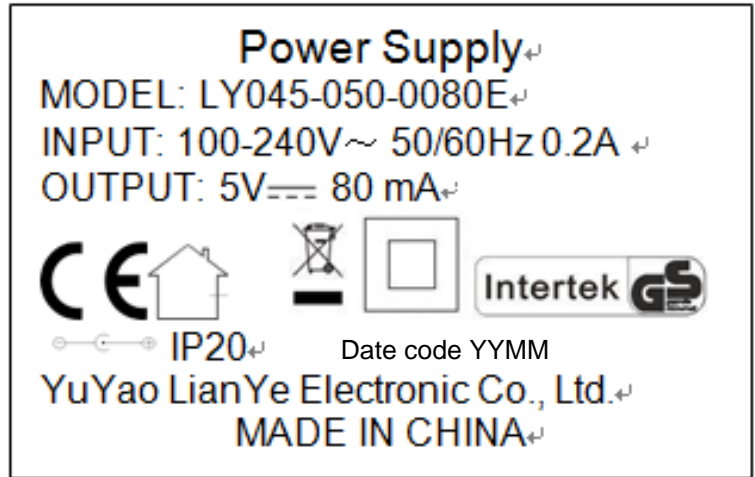 Power Supply↵
MODEL: LY045-050-0080E↵
INPUT: 100-240V～ 50/60Hz 0.2A ↵
OUTPUT: 5V⎓ 80 mA↵
CE Intertek GS
IP20↵ Date code YYMM
YuYao LianYe Electronic Co., Ltd.↵
MADE IN CHINA↵